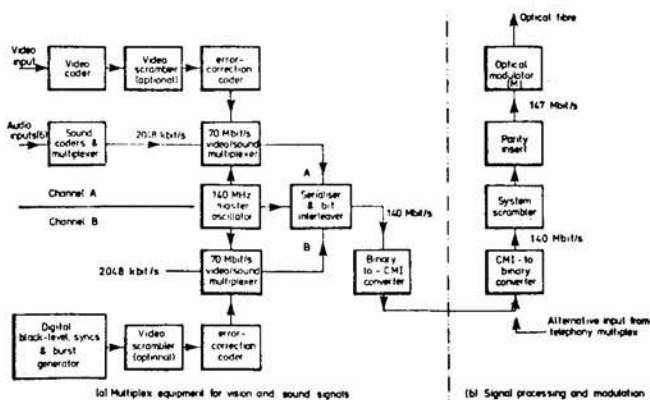 Video
input
Video
coder
Video
scrambler
(optional)
error-
correction
coder
Audio
inputs(6)
Sound
coders &
multiplexer
2048 kbit/s
70 Mbit/s
video/sound
multiplexer
A
Channel A
Channel B
140 MHz
master
oscillator
Serialiser
& bit
interleaver
140 Mbit/s
B
2048 kbit/s
70 Mbit/s
video/sound
multiplexer
Binary
to - CMI
converter
Digital
black-level, syncs
& burst
generator
Video
scrambler
(optional)
error-
correction
coder
(a) Multiplex equipment for vision and sound signals
Optical fibre
Optical
modulator
M
147 Mbit/s
Parity
insert
System
scrambler
140 Mbit/s
CMI - to
binary
converter
Alternative input from
telephony multiplex
(b) Signal processing and modulation